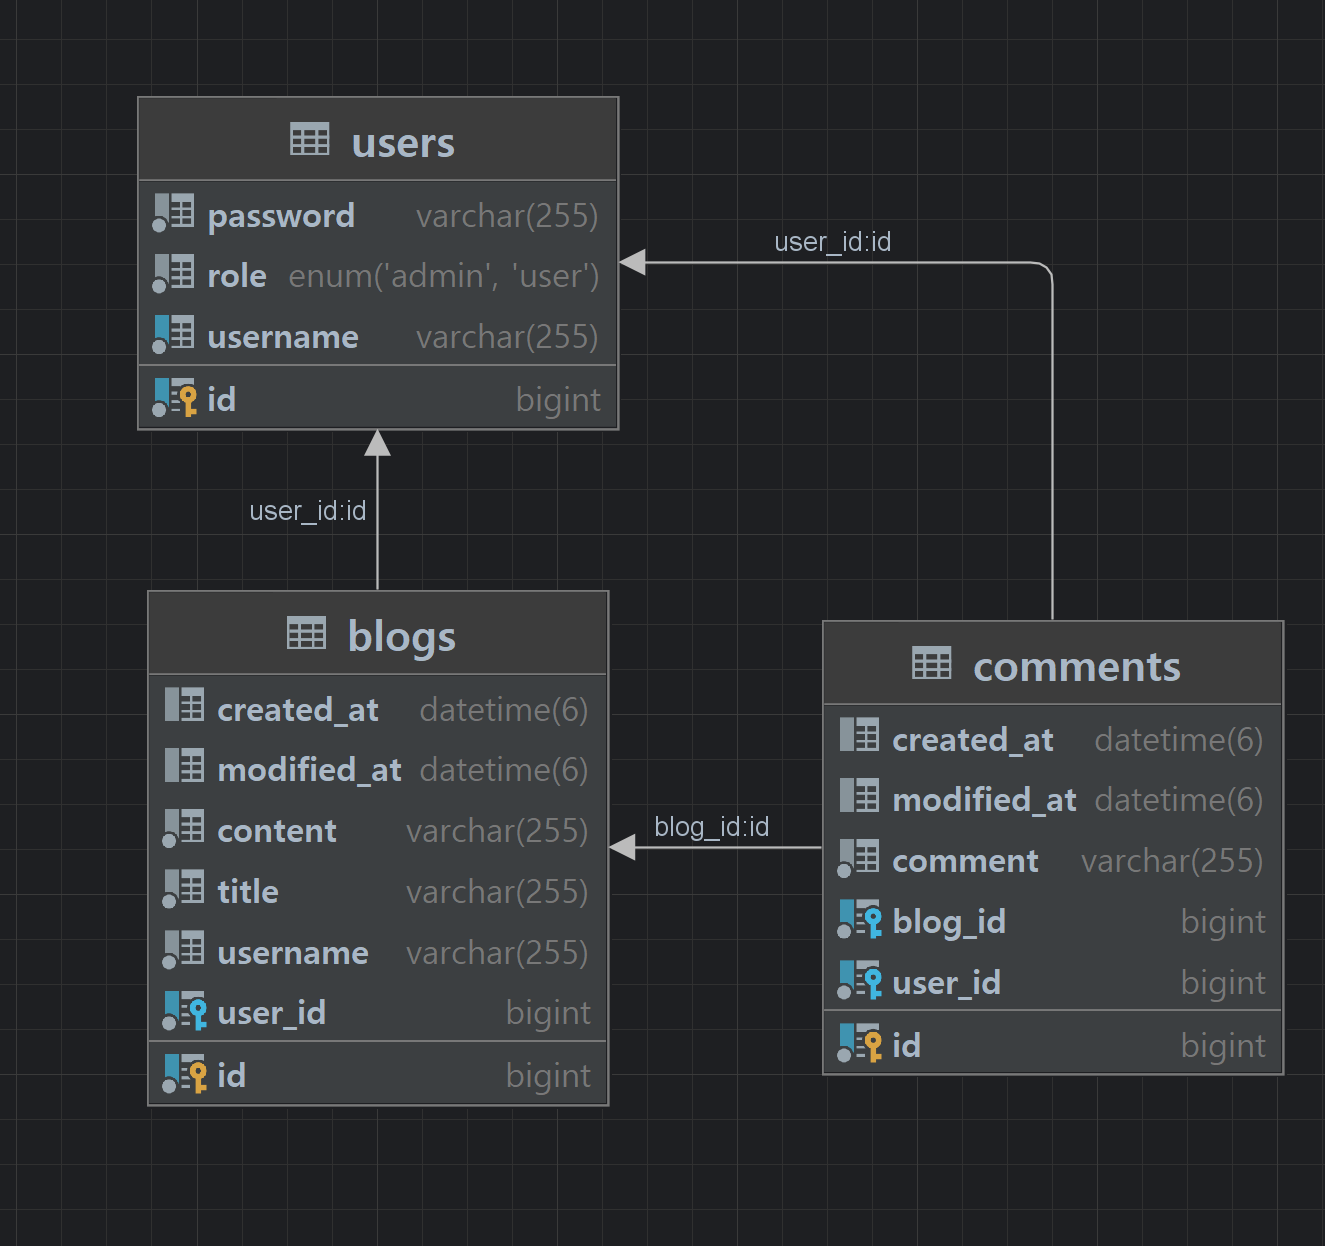 users
password varchar(255)
role enum('admin', 'user')
username varchar(255)
id bigint
user_id:id
user_id:id
blogs
created_at datetime(6)
modified_at datetime(6)
content varchar(255)
title varchar(255)
username varchar(255)
user_id bigint
id bigint
blog_id:id
comments
created_at datetime(6)
modified_at datetime(6)
comment varchar(255)
blog_id bigint
user_id bigint
id bigint